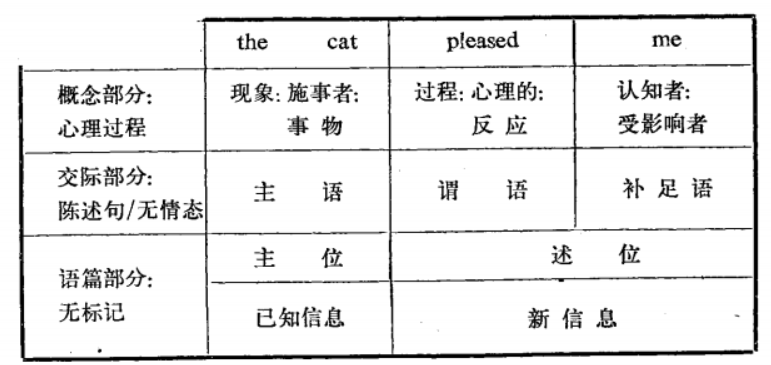 the cat pleased me
概念部分: 现象: 施事者: 过程: 心理的: 认知者:
心理过程 事物 反应 受影响者
交际部分:
陈述句/无情态 主语 谓语 补足语
主位 述位
语篇部分:
无标记 已知信息 新信息